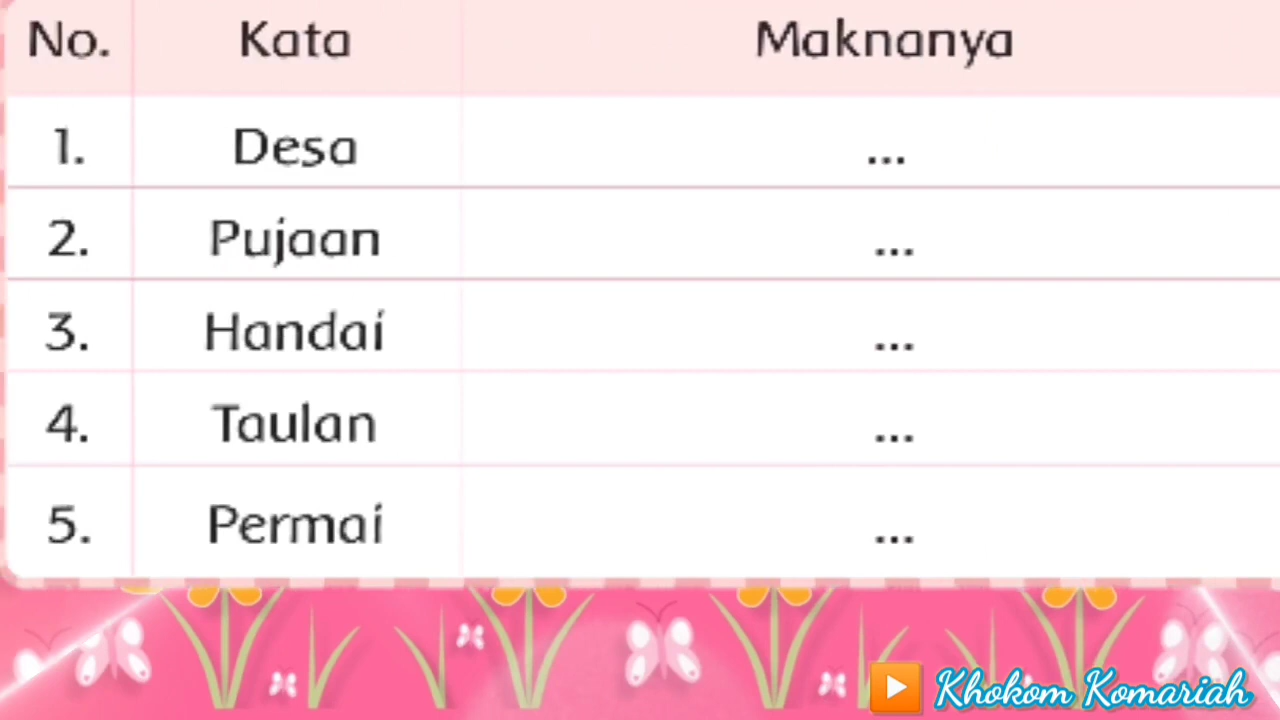 No. Kata Maknanya
1. Desa ...
2. Pujaan ...
3. Handai ...
4. Taulan ...
5. Permai ...
Khokom Komariah